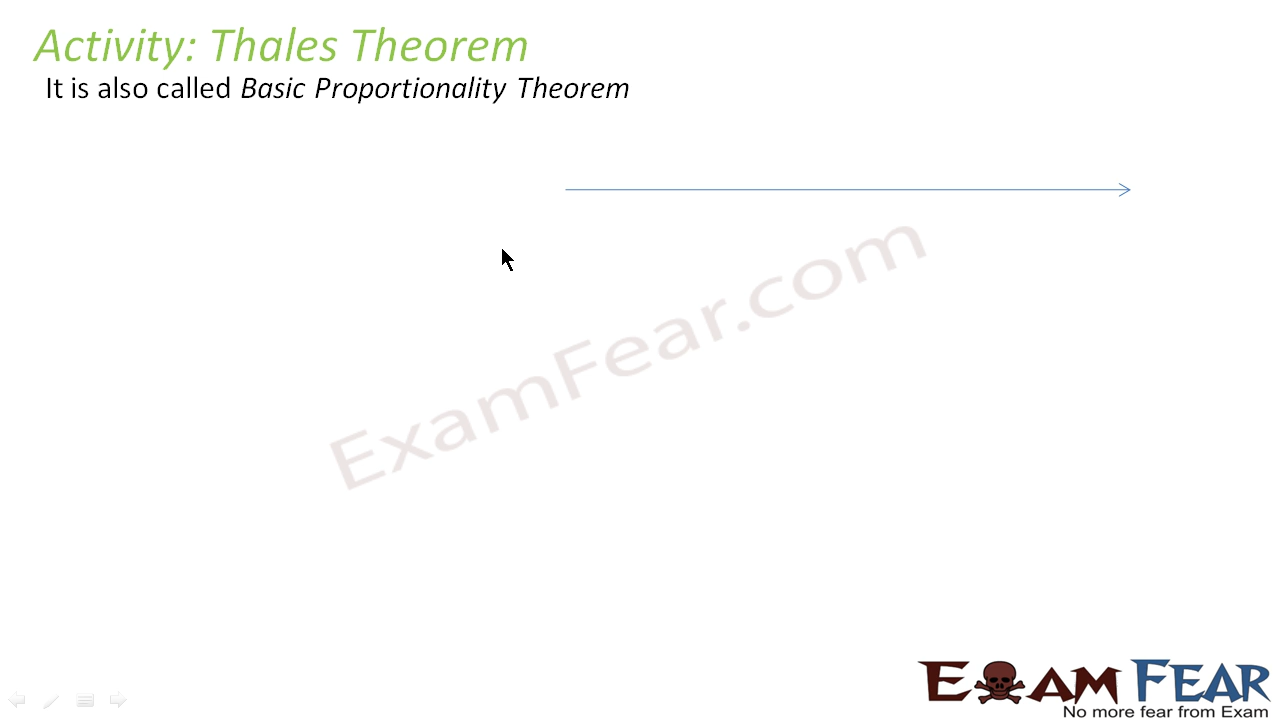 Activity: Thales Theorem
It is also called Basic Proportionality Theorem
ExamFear.com
EXAM FEAR
No more fear from Exam